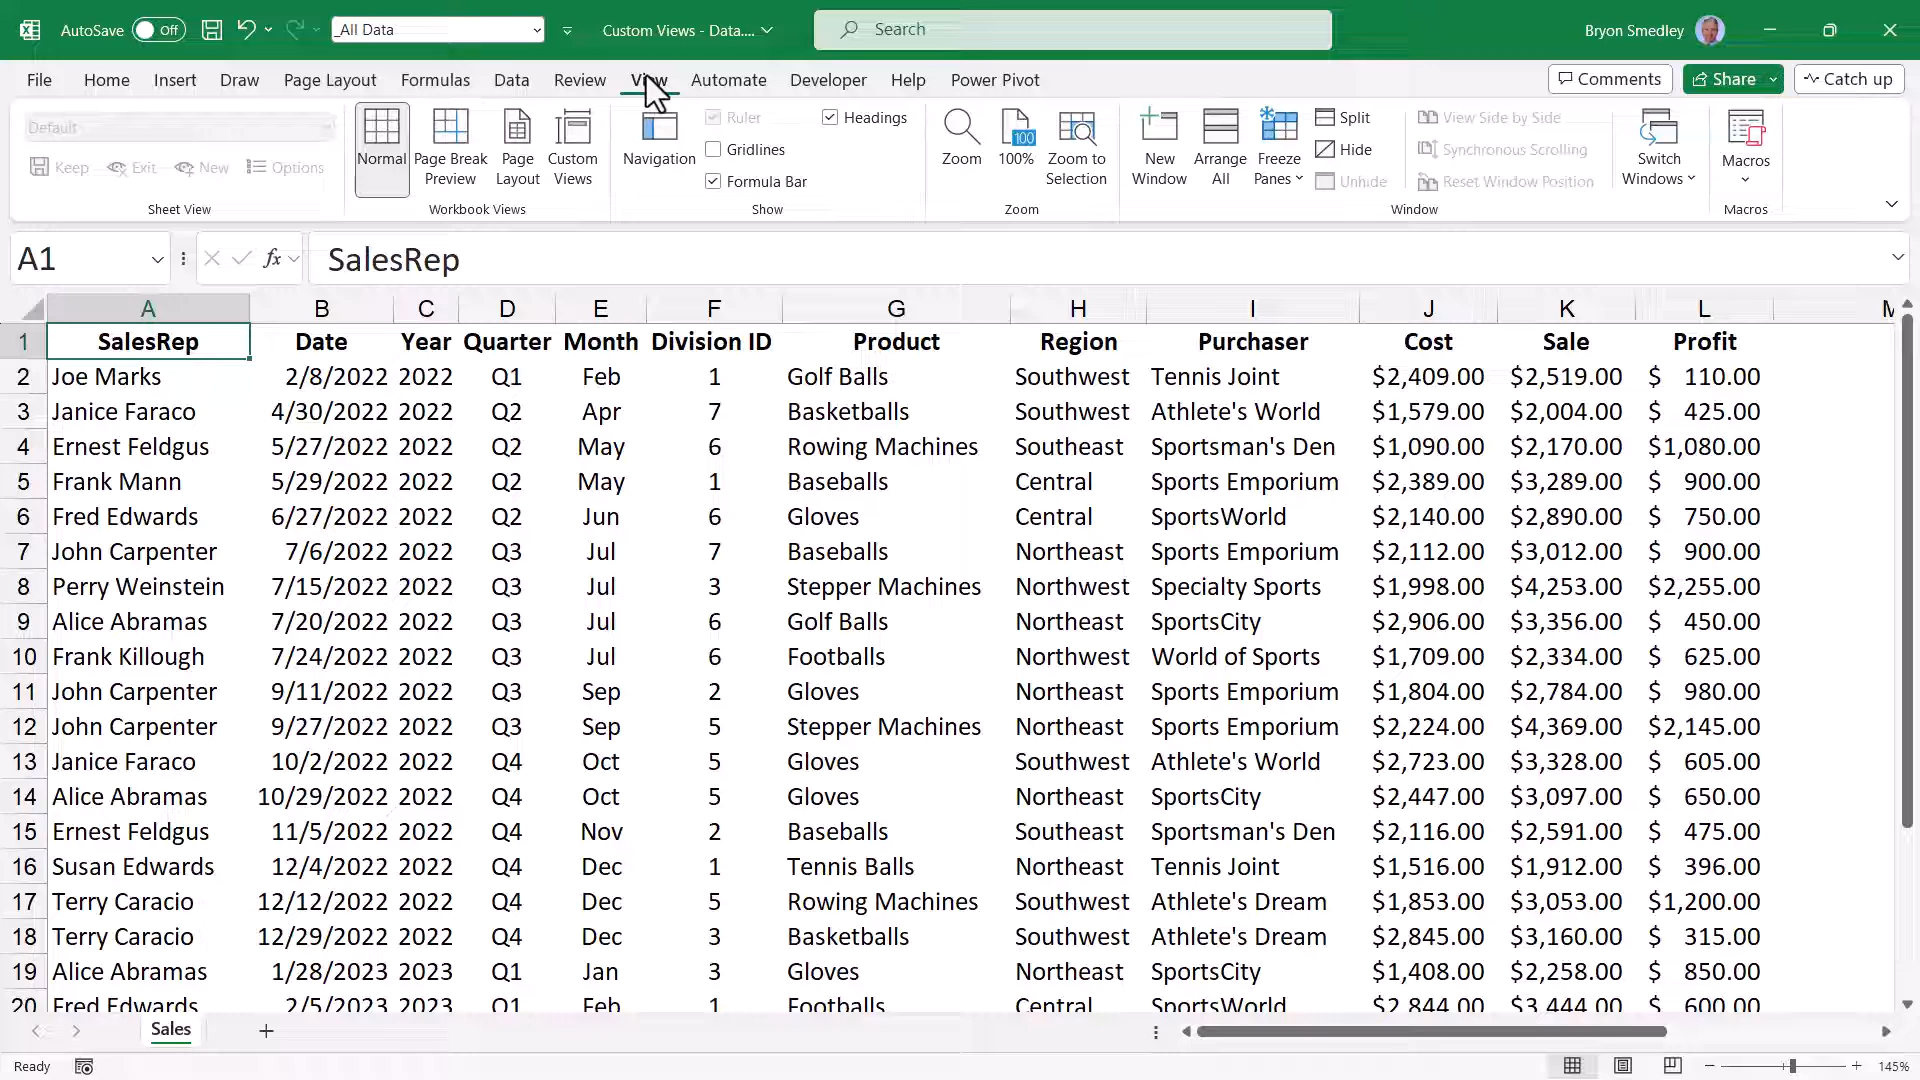 AutoSave Off _All Data Custom Views - Data.... Search Bryon Smedley
File Home Insert Draw Page Layout Formulas Data Review View Automate Developer Help Power Pivot Comments Share Catch up
Default
Keep Exit New Options
Sheet View
Normal Page Break Preview Page Layout Custom Views
Workbook Views
Navigation Ruler Headings
Gridlines
Formula Bar
Show
Zoom 100 100% Zoom to Selection
Zoom
New Window Arrange All Freeze Panes Split
Hide
Unhide
View Side by Side
Synchronous Scrolling
Reset Window Position
Switch Windows
Window
Macros
Macros
A1 fx SalesRep
A B C D E F G H I J K L M
1 SalesRep Date Year Quarter Month Division ID Product Region Purchaser Cost Sale Profit
2 Joe Marks 2/8/2022 2022 Q1 Feb 1 Golf Balls Southwest Tennis Joint $2,409.00 $2,519.00 $ 110.00
3 Janice Faraco 4/30/2022 2022 Q2 Apr 7 Basketballs Southwest Athlete's World $1,579.00 $2,004.00 $ 425.00
4 Ernest Feldgus 5/27/2022 2022 Q2 May 6 Rowing Machines Southeast Sportsman's Den $1,090.00 $2,170.00 $1,080.00
5 Frank Mann 5/29/2022 2022 Q2 May 1 Baseballs Central Sports Emporium $2,389.00 $3,289.00 $ 900.00
6 Fred Edwards 6/27/2022 2022 Q2 Jun 6 Gloves Central SportsWorld $2,140.00 $2,890.00 $ 750.00
7 John Carpenter 7/6/2022 2022 Q3 Jul 7 Baseballs Northeast Sports Emporium $2,112.00 $3,012.00 $ 900.00
8 Perry Weinstein 7/15/2022 2022 Q3 Jul 3 Stepper Machines Northwest Specialty Sports $1,998.00 $4,253.00 $2,255.00
9 Alice Abramas 7/20/2022 2022 Q3 Jul 6 Golf Balls Northeast SportsCity $2,906.00 $3,356.00 $ 450.00
10 Frank Killough 7/24/2022 2022 Q3 Jul 6 Footballs Northwest World of Sports $1,709.00 $2,334.00 $ 625.00
11 John Carpenter 9/11/2022 2022 Q3 Sep 2 Gloves Northeast Sports Emporium $1,804.00 $2,784.00 $ 980.00
12 John Carpenter 9/27/2022 2022 Q3 Sep 5 Stepper Machines Northeast Sports Emporium $2,224.00 $4,369.00 $2,145.00
13 Janice Faraco 10/2/2022 2022 Q4 Oct 5 Gloves Southwest Athlete's World $2,723.00 $3,328.00 $ 605.00
14 Alice Abramas 10/29/2022 2022 Q4 Oct 5 Gloves Northeast SportsCity $2,447.00 $3,097.00 $ 650.00
15 Ernest Feldgus 11/5/2022 2022 Q4 Nov 2 Baseballs Southeast Sportsman's Den $2,116.00 $2,591.00 $ 475.00
16 Susan Edwards 12/4/2022 2022 Q4 Dec 1 Tennis Balls Northeast Tennis Joint $1,516.00 $1,912.00 $ 396.00
17 Terry Caracio 12/12/2022 2022 Q4 Dec 5 Rowing Machines Southwest Athlete's Dream $1,853.00 $3,053.00 $1,200.00
18 Terry Caracio 12/29/2022 2022 Q4 Dec 3 Basketballs Southwest Athlete's Dream $2,845.00 $3,160.00 $ 315.00
19 Alice Abramas 1/28/2023 2023 Q1 Jan 3 Gloves Northeast SportsCity $1,408.00 $2,258.00 $ 850.00
20 Fred Edwards 2/5/2023 2023 Q1 Feb 1 Footballs Central SportsWorld $2,844.00 $3,444.00 $ 600.00
Sales
Ready 145%